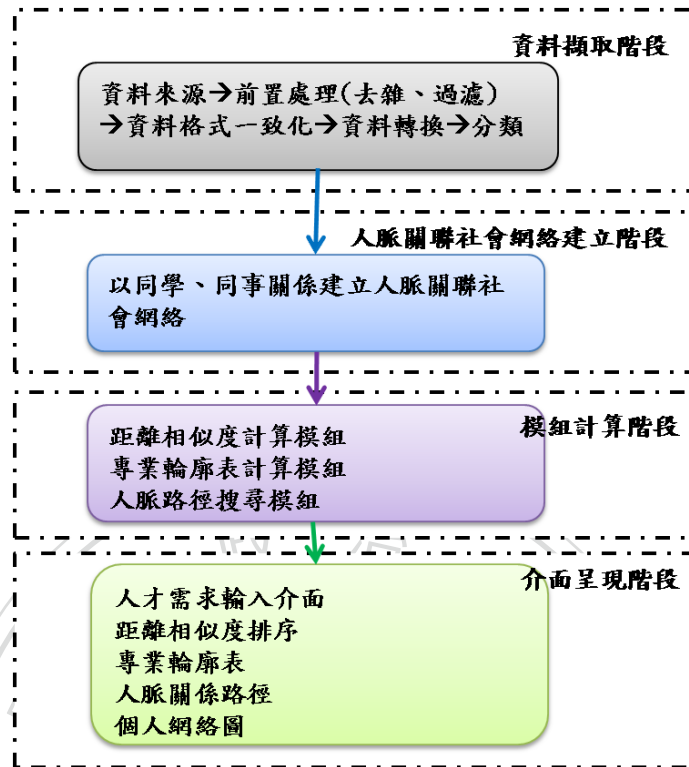 資料擷取階段
資料來源→前置處理(去雜、過濾)
→資料格式一致化→資料轉換→分類
人脈關聯社會網絡建立階段
以同學、同事關係建立人脈關聯社
會網絡
模組計算階段
距離相似度計算模組
專業輪廓表計算模組
人脈路徑搜尋模組
介面呈現階段
人才需求輸入介面
距離相似度排序
專業輪廓表
人脈關係路徑
個人網絡圖